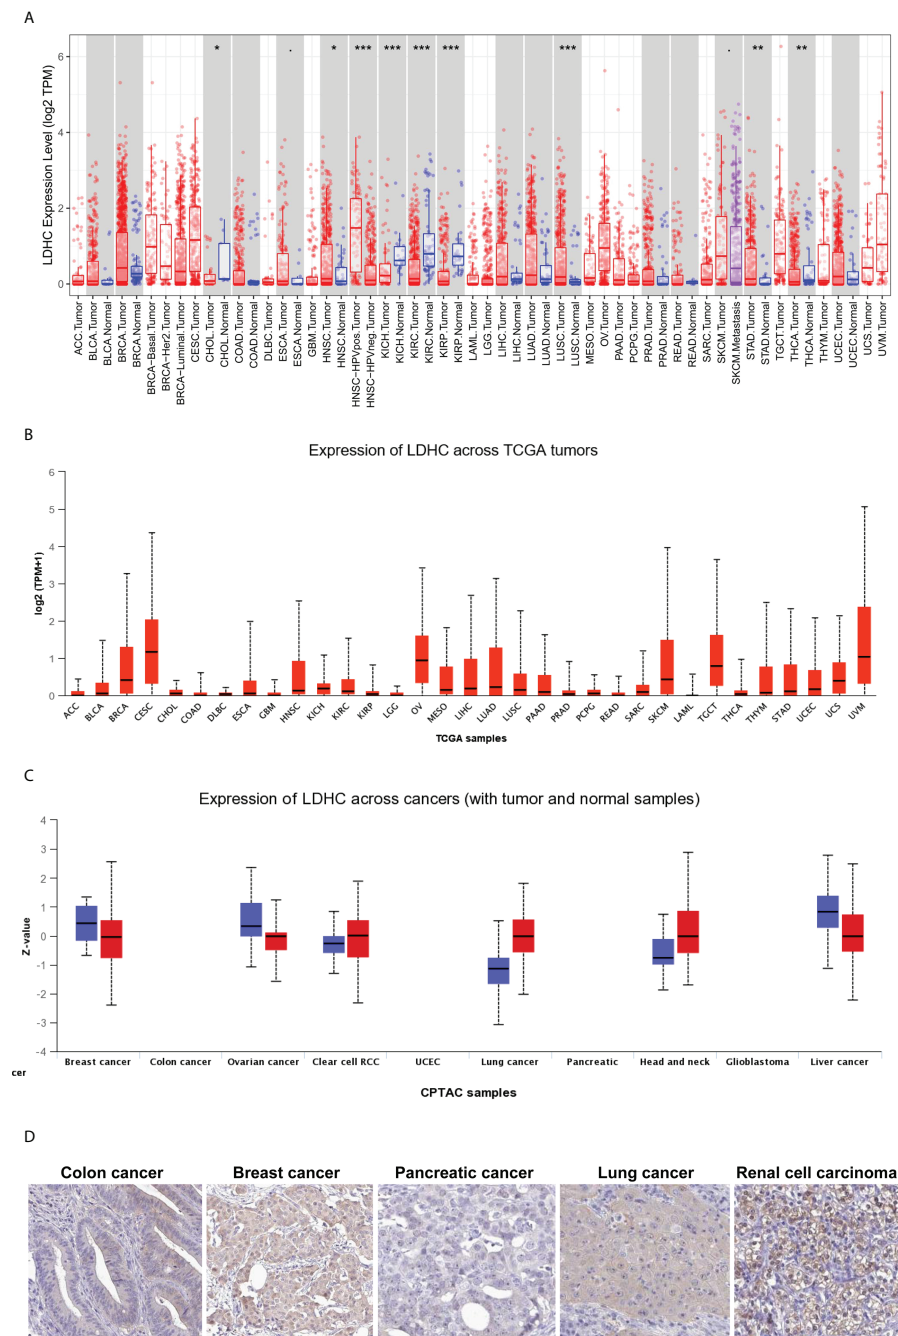 A
LDHC Expression Level (log2 TPM)
6
4
2
0
* . * *** *** *** *** *** . ** **
ACC.Tumor
BLCA.Tumor
BLCA.Normal
BRCA.Tumor
BRCA.Normal
BRCA-Basal.Tumor
BRCA-Her2.Tumor
BRCA-Luminal.Tumor
CESC.Tumor
CHOL.Tumor
CHOL.Normal
COAD.Tumor
COAD.Normal
DLBC.Tumor
ESCA.Tumor
ESCA.Normal
GBM.Tumor
HNSC.Tumor
HNSC.Normal
HNSC-HPVpos.Tumor
HNSC-HPVneg.Tumor
KICH.Tumor
KICH.Normal
KIRC.Tumor
KIRC.Normal
KIRP.Tumor
KIRP.Normal
LAML.Tumor
LGG.Tumor
LIHC.Tumor
LIHC.Normal
LUAD.Tumor
LUAD.Normal
LUSC.Tumor
LUSC.Normal
MESO.Tumor
OV.Tumor
PAAD.Tumor
PCPG.Tumor
PRAD.Tumor
PRAD.Normal
READ.Tumor
READ.Normal
SARC.Tumor
SKCM.Tumor
SKCM.Metastasis
STAD.Tumor
STAD.Normal
TGCT.Tumor
THCA.Tumor
THCA.Normal
THYM.Tumor
UCEC.Tumor
UCEC.Normal
UCS.Tumor
UVM.Tumor
B
Expression of LDHC across TCGA tumors
log2 (TPM+1)
6
5
4
3
2
1
0
ACC
BLCA
BRCA
CESC
CHOL
COAD
DLBC
ESCA
GBM
HNSC
KICH
KIRC
KIRP
LGG
OV
MESO
LIHC
LUAD
LUSC
PAAD
PRAD
PCPG
READ
SARC
SKCM
LAML
TGCT
THCA
THYM
STAD
UCEC
UCS
UVM
TCGA samples
C
Expression of LDHC across cancers (with tumor and normal samples)
Z-value
4
3
2
1
0
-1
-2
-3
-4
Breast cancer Colon cancer Ovarian cancer Clear cell RCC UCEC Lung cancer Pancreatic Head and neck Glioblastoma Liver cancer
cer
CPTAC samples
D
Colon cancer Breast cancer Pancreatic cancer Lung cancer Renal cell carcinoma